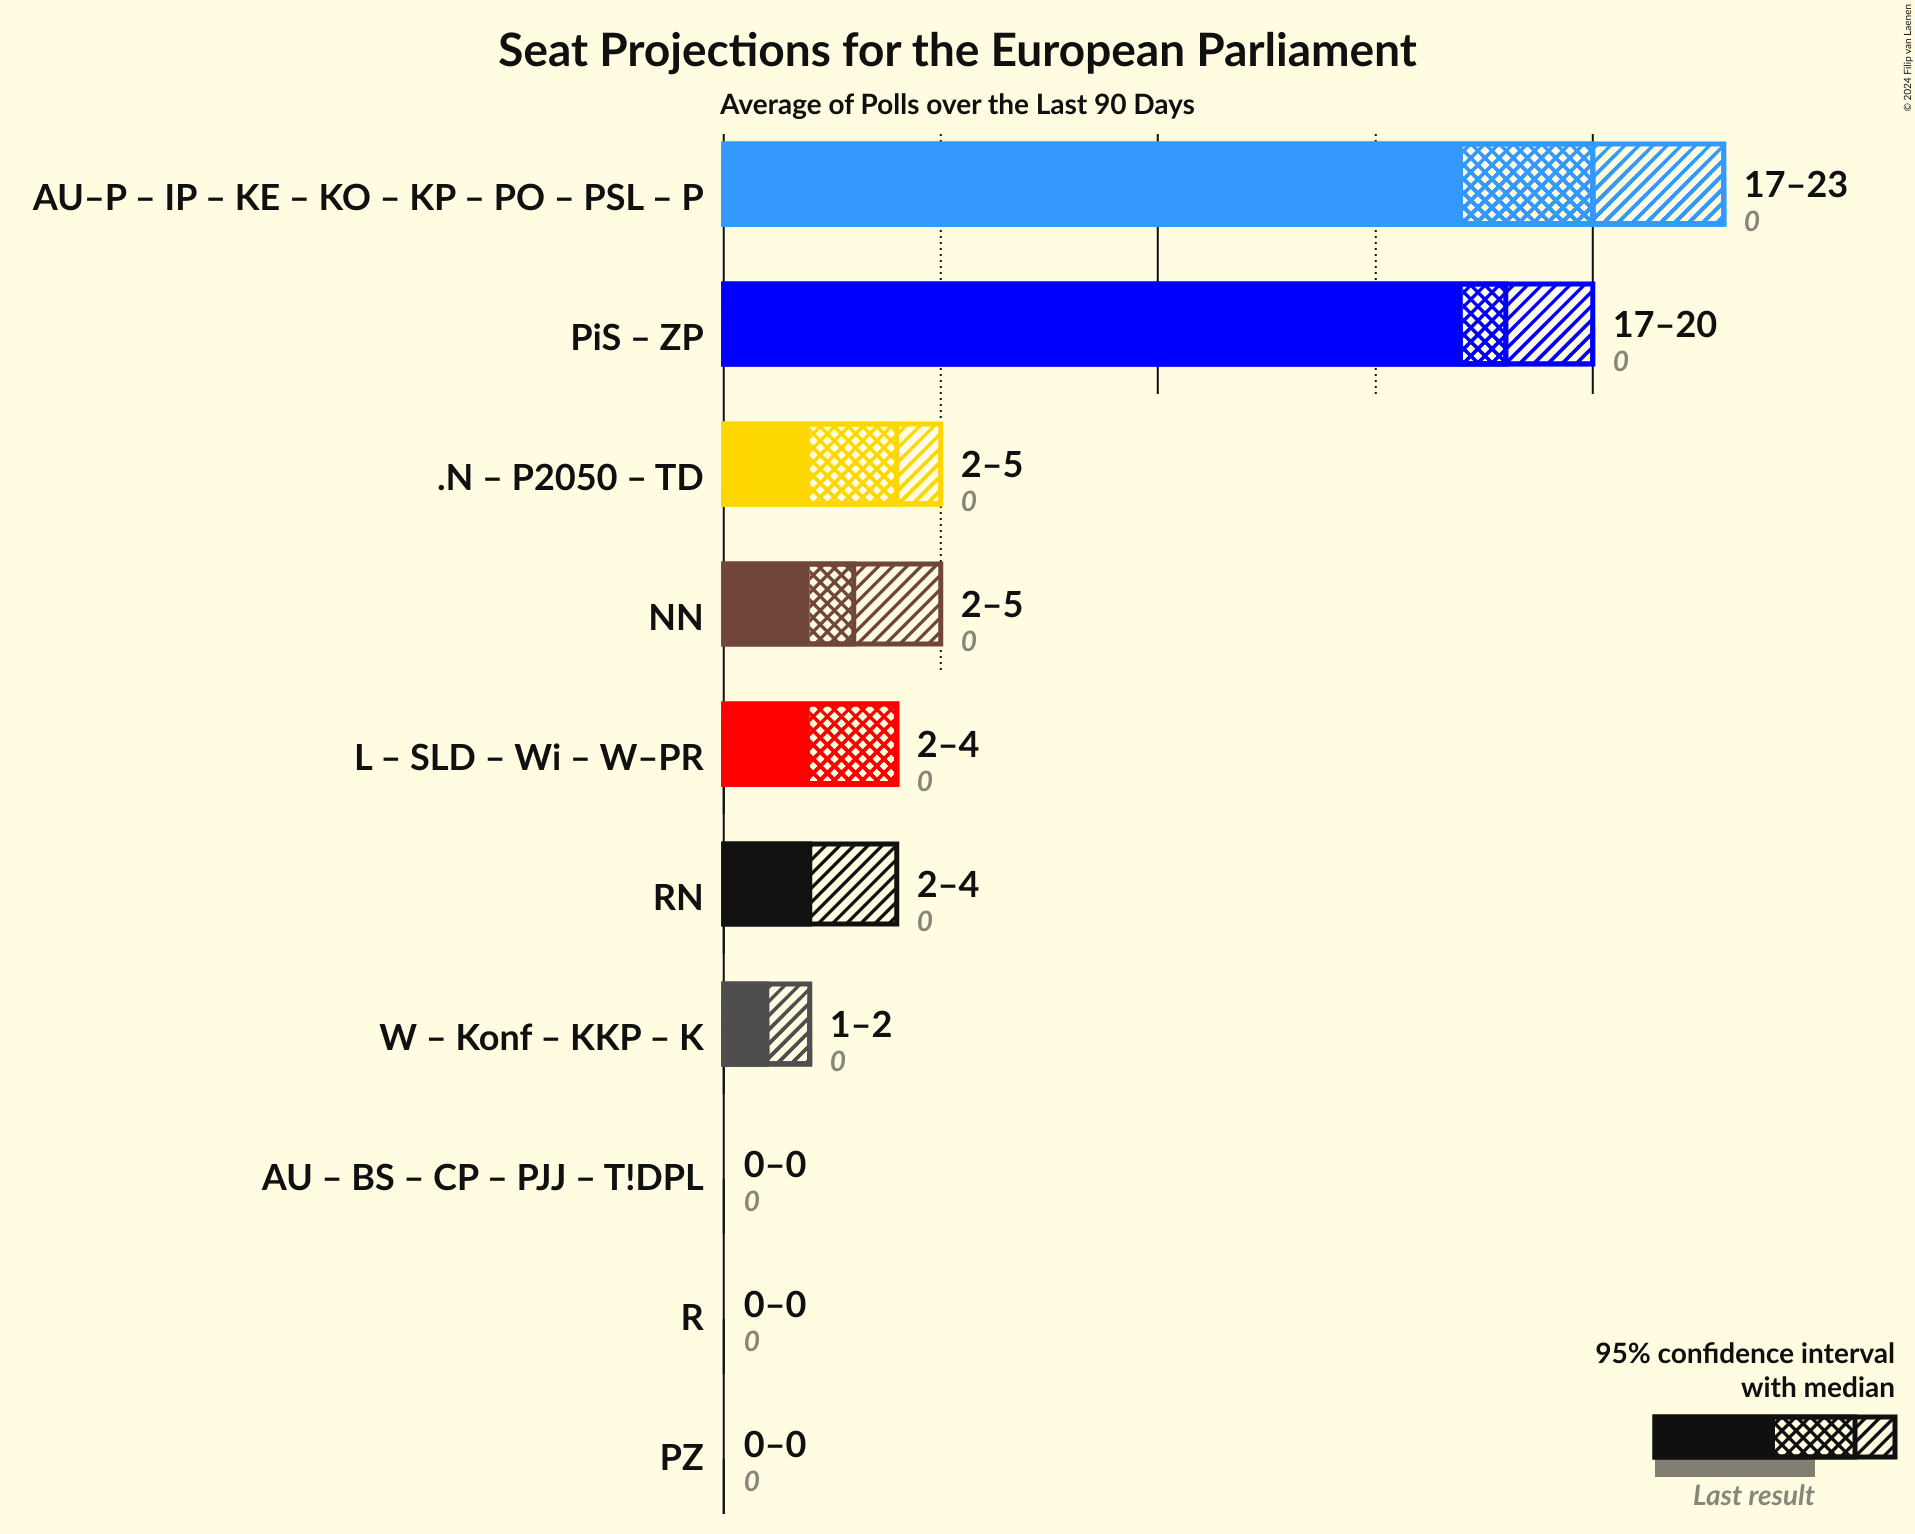 Seat Projections for the European Parliament
Average of Polls over the Last 90 Days
© 2024 Filip van Laenen
AU–P – IP – KE – KO – KP – PO – PSL – P
17–23
0
PiS – ZP
17–20
0
.N – P2050 – TD
2–5
0
NN
2–5
0
L – SLD – Wi – W–PR
2–4
0
RN
2–4
0
W – Konf – KKP – K
1–2
0
AU – BS – CP – PJJ – T!DPL
0–0
0
R
0–0
0
PZ
0–0
0
95% confidence interval
with median
Last result